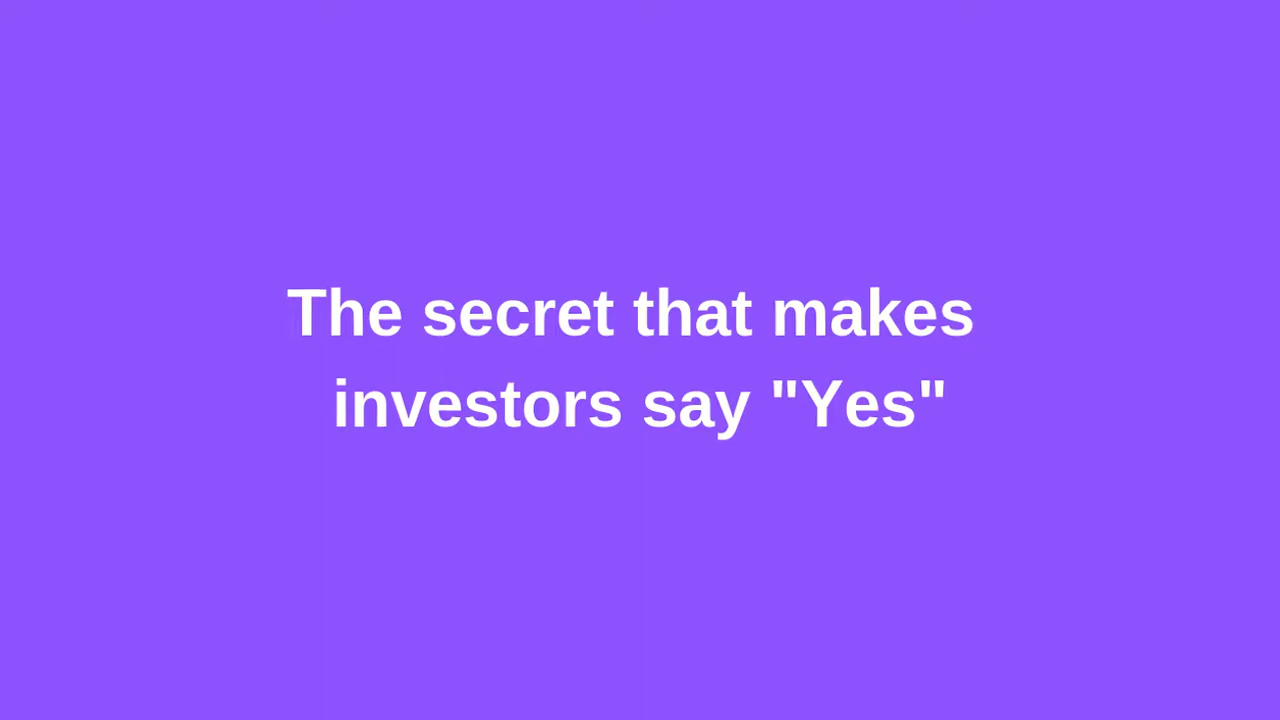 The secret that makes
investors say "Yes"